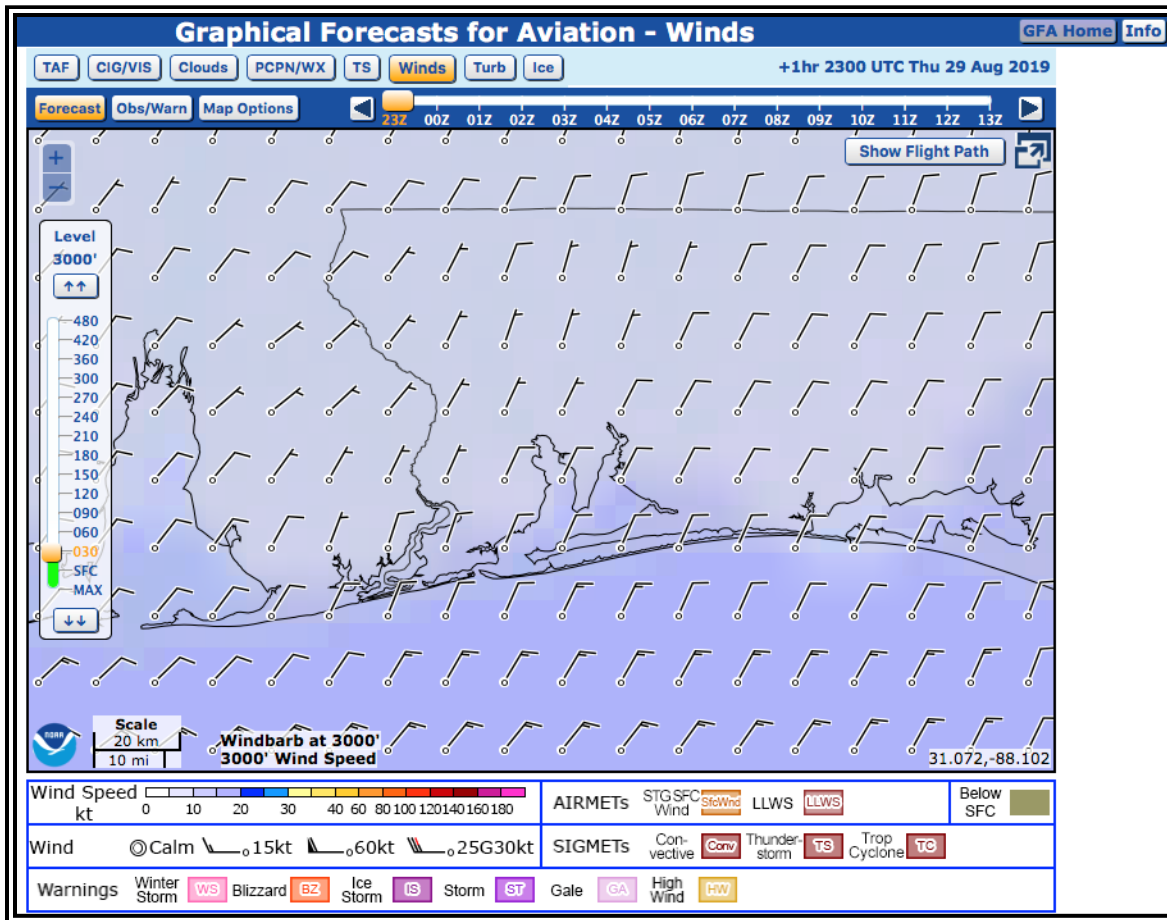 Graphical Forecasts for Aviation - Winds
GFA Home Info
TAF CIG/VIS Clouds PCPN/WX TS Winds Turb Ice +1hr 2300 UTC Thu 29 Aug 2019
Forecast Obs/Warn Map Options
23Z 00Z 01Z 02Z 03Z 04Z 05Z 06Z 07Z 08Z 09Z 10Z 11Z 12Z 13Z
Show Flight Path
+
−
Level
3000'
↑↑
480
420
360
300
270
240
210
180
150
120
090
060
030
SFC
MAX
↓↓
NOAA
Scale
20 km
10 mi
Windbarb at 3000'
3000' Wind Speed
31.072,-88.102
Wind Speed
kt
0 10 20 30 40 60 80 100 120 140 160 180
AIRMETs STG SFC Wind SfcWnd LLWS LLWS
Below SFC
Wind Calm 15kt 60kt 25G30kt
SIGMETs Con-vective Conv Thunder-storm TS Trop Cyclone TC
Warnings Winter Storm WS Blizzard BZ Ice Storm IS Storm ST Gale GA High Wind HW